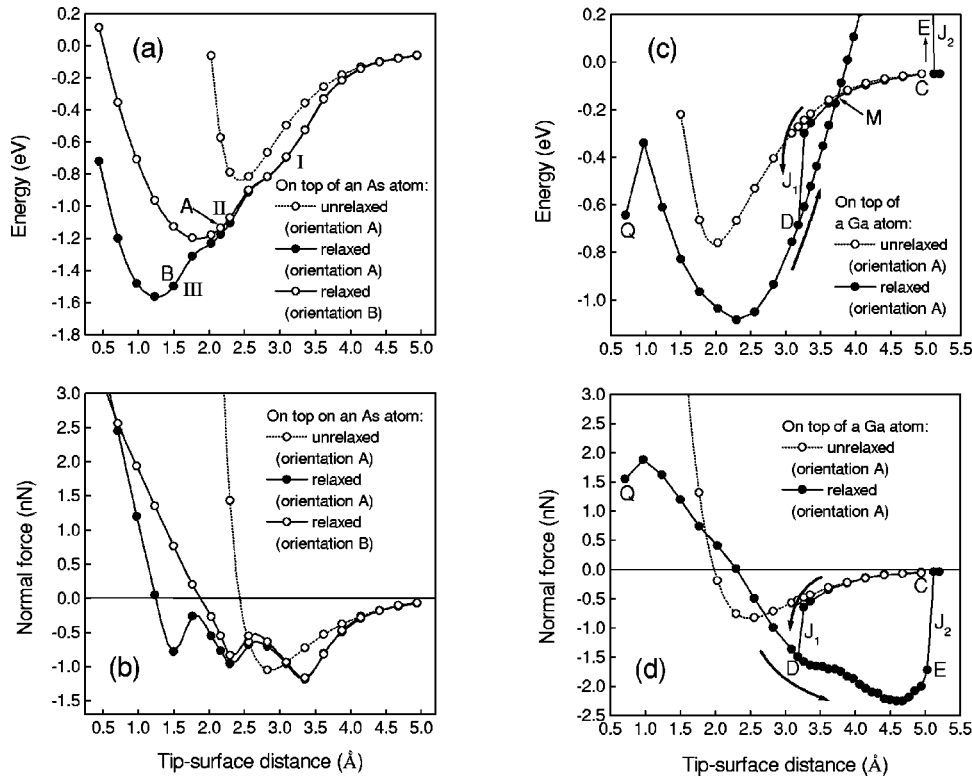 (a)
0.2
0.0
-0.2
-0.4
-0.6
-0.8
-1.0
-1.2
-1.4
-1.6
-1.8
Energy (eV)
I
II
A
B
III
On top of an As atom:
unrelaxed
(orientation A)
relaxed
(orientation A)
relaxed
(orientation B)
0.5 1.0 1.5 2.0 2.5 3.0 3.5 4.0 4.5 5.0
(c)
0.2
0.0
-0.2
-0.4
-0.6
-0.8
-1.0
Energy (eV)
E
J2
C
M
J1
D
Q
On top of
a Ga atom:
unrelaxed
(orientation A)
relaxed
(orientation A)
0.5 1.0 1.5 2.0 2.5 3.0 3.5 4.0 4.5 5.0 5.5
(b)
3.0
2.5
2.0
1.5
1.0
0.5
0.0
-0.5
-1.0
-1.5
Normal force (nN)
On top on an As atom:
unrelaxed
(orientation A)
relaxed
(orientation A)
relaxed
(orientation B)
0.5 1.0 1.5 2.0 2.5 3.0 3.5 4.0 4.5 5.0
Tip-surface distance (Å)
(d)
3.0
2.5
2.0
1.5
1.0
0.5
0.0
-0.5
-1.0
-1.5
-2.0
-2.5
Normal force (nN)
On top of a Ga atom:
unrelaxed
(orientation A)
relaxed
(orientation A)
Q
C
J1
J2
D
E
0.5 1.0 1.5 2.0 2.5 3.0 3.5 4.0 4.5 5.0 5.5
Tip-surface distance (Å)